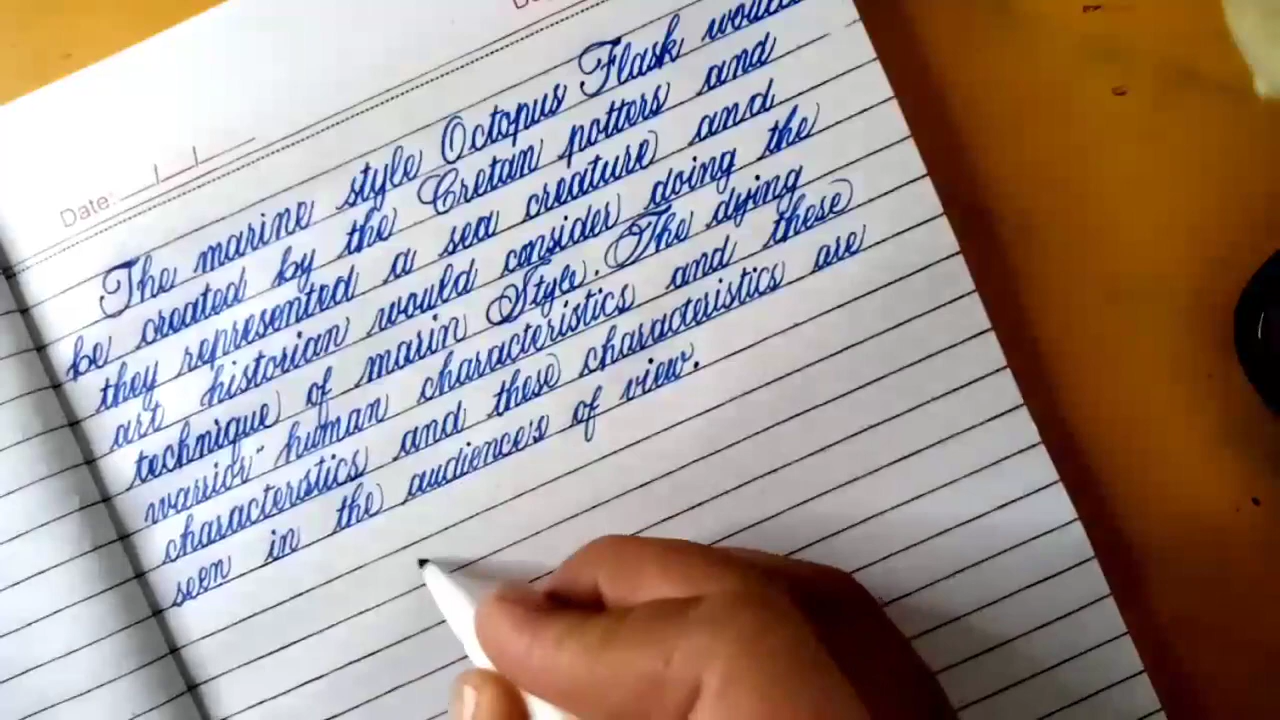 Date:
The marine style Octopus Flask would
be created by the Cretan potters and
they represented a sea creature and
art historian would consider doing the
technique of marin Style. The dying
warrior" human characteristics and these
characteristics and these characteristics are
seen in the audiences of view.